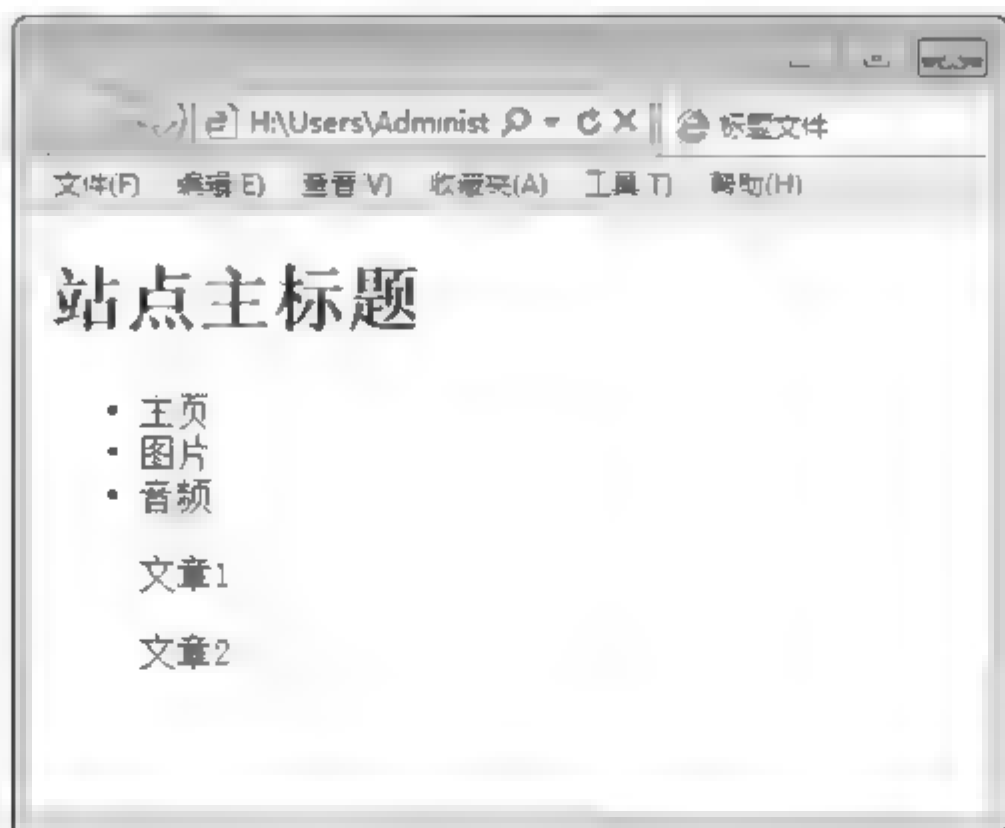 H:\Users\Administ 标题文件
文件(F) 编辑(E) 查看(V) 收藏夹(A) 工具(T) 帮助(H)
站点主标题
• 主页
• 图片
• 音频
文章1
文章2